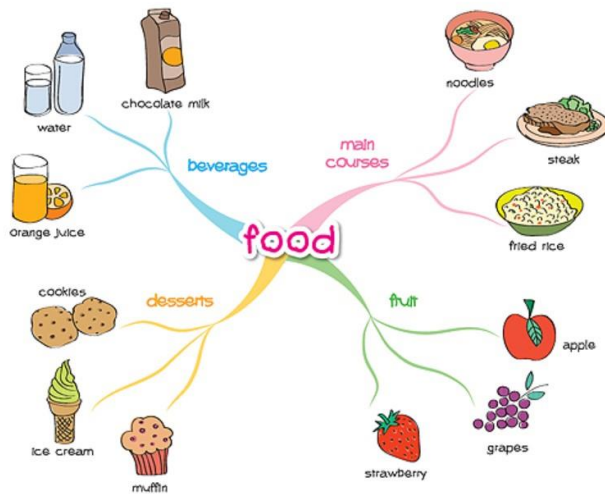 noodles
chocolate milk
water
main
courses
beverages
steak
orange juice
food
fried rice
cookies
desserts
fruit
apple
ice cream
grapes
strawberry
muffin